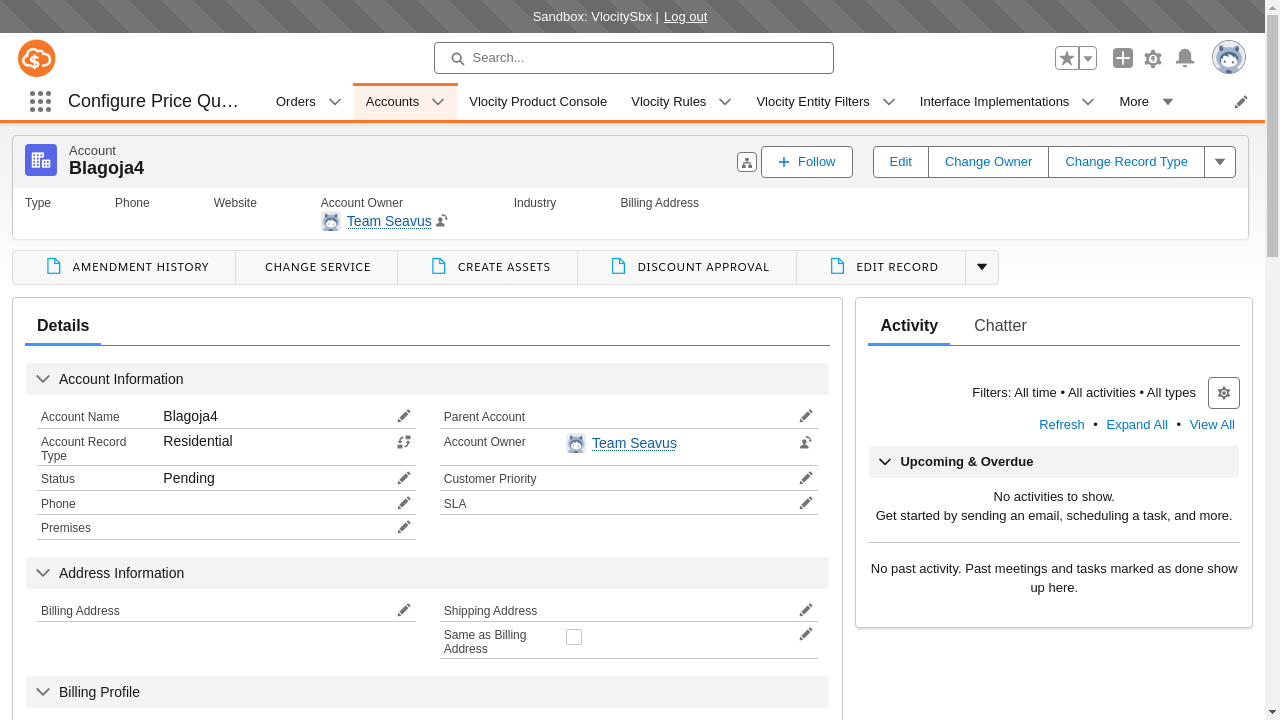 Sandbox: VlocitySbx | Log out
Search...
Configure Price Qu…
Orders
Accounts
Vlocity Product Console
Vlocity Rules
Vlocity Entity Filters
Interface Implementations
More
Account
Blagoja4
Follow
Edit
Change Owner
Change Record Type
Type
Phone
Website
Account Owner
Industry
Billing Address
Team Seavus
AMENDMENT HISTORY
CHANGE SERVICE
CREATE ASSETS
DISCOUNT APPROVAL
EDIT RECORD
Details
Account Information
Account Name
Blagoja4
Parent Account
Account Record
Type
Residential
Account Owner
Team Seavus
Status
Pending
Customer Priority
Phone
SLA
Premises
Address Information
Billing Address
Shipping Address
Same as Billing
Address
Billing Profile
Activity
Chatter
Filters: All time • All activities • All types
Refresh • Expand All • View All
Upcoming & Overdue
No activities to show.
Get started by sending an email, scheduling a task, and more.
No past activity. Past meetings and tasks marked as done show
up here.